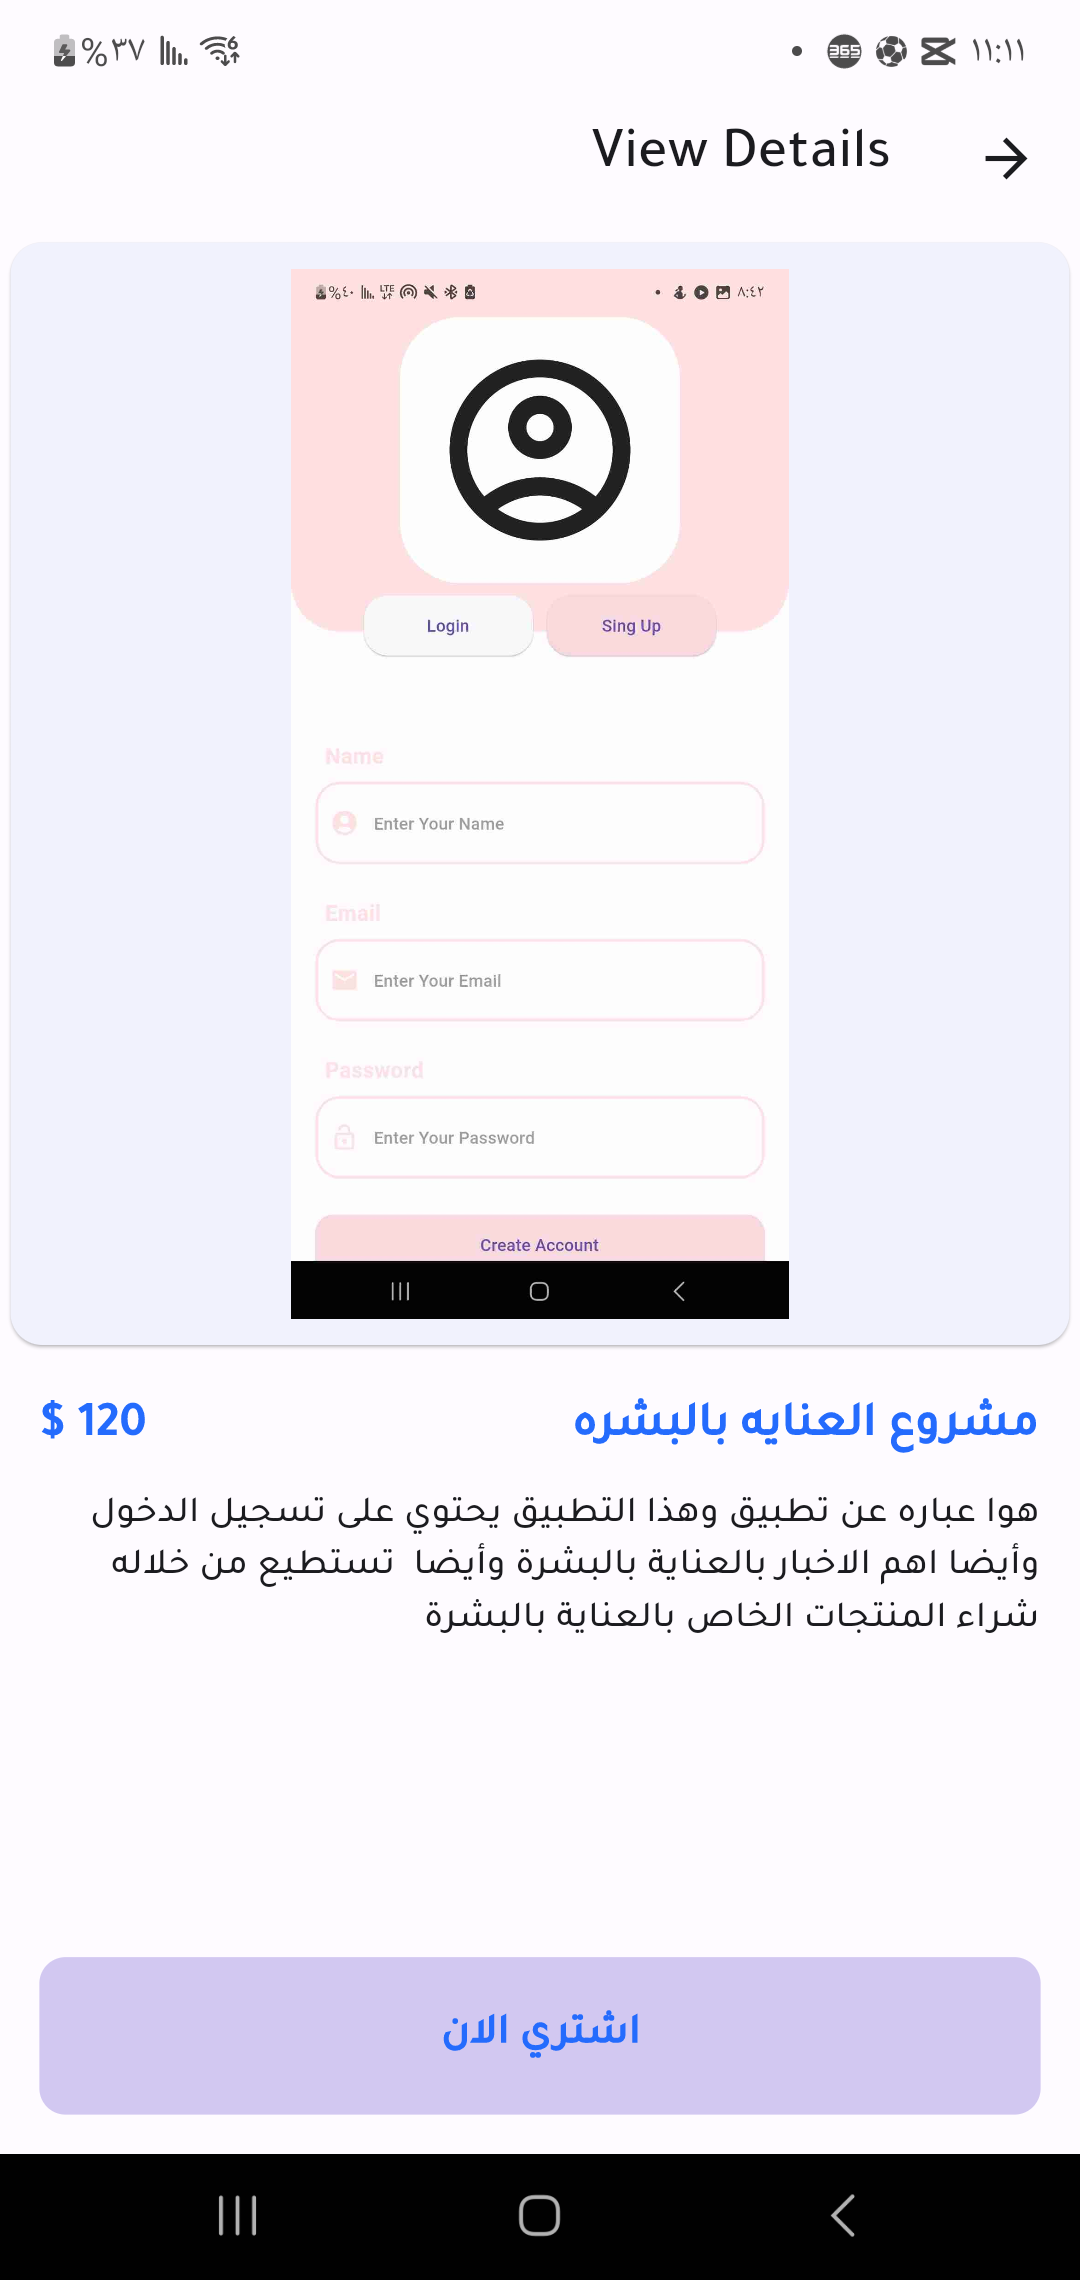 %٣٧
365
١١:١١
View Details
%٤٠ LTE
٨:٤٢
Login
Sing Up
Name
Enter Your Name
Email
Enter Your Email
Password
Enter Your Password
Create Account
مشروع العنايه بالبشره
120 $
هوا عباره عن تطبيق وهذا التطبيق يحتوي على تسجيل الدخول
وأيضا اهم الاخبار بالعناية بالبشرة وأيضا  تستطيع من خلاله
شراء المنتجات الخاص بالعناية بالبشرة
اشتري الان